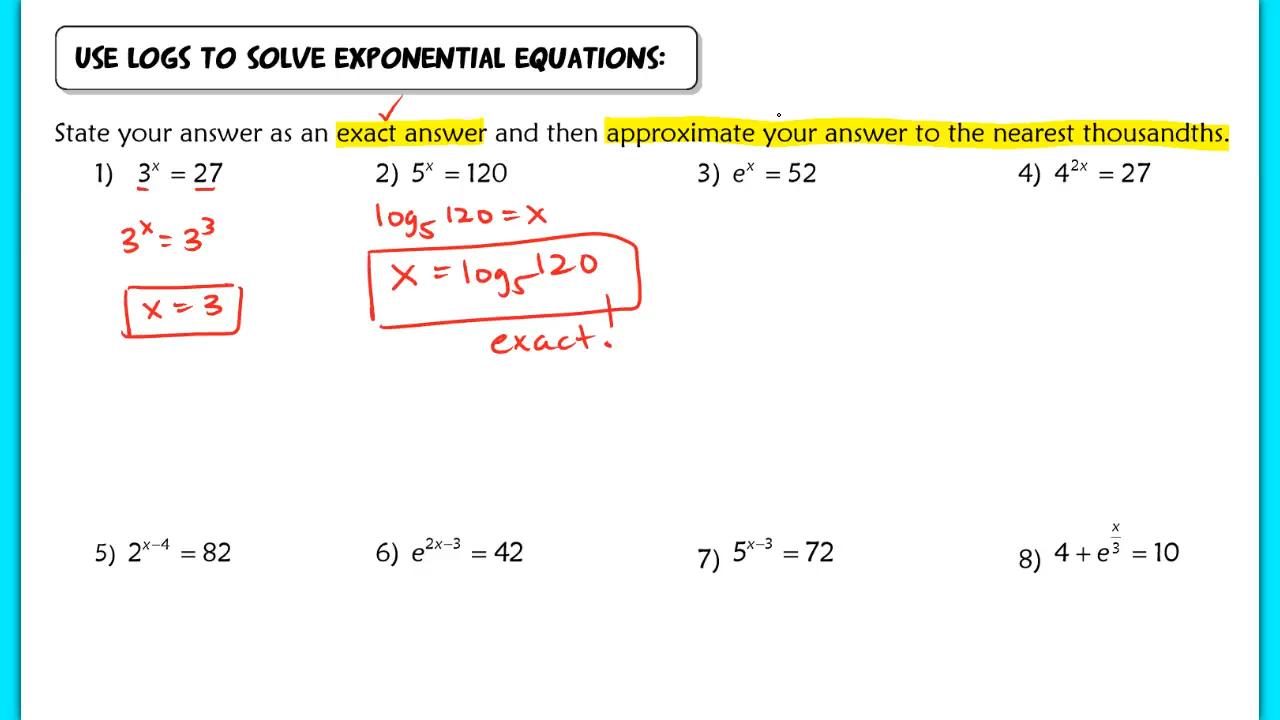 USE LOGS TO SOLVE EXPONENTIAL EQUATIONS:
State your answer as an exact answer and then approximate your answer to the nearest thousandths.
1) 3^x = 27
2) 5^x = 120
3) e^x = 52
4) 4^{2x} = 27
3^x = 3^3
x = 3
log_5 120 = x
x = log_5 120
exact!
5) 2^{x–4} = 82
6) e^{2x–3} = 42
7) 5^{x–3} = 72
8) 4 + e^{x/3} = 10